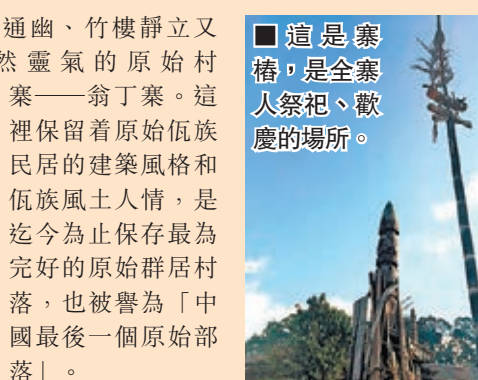 通幽、竹樓靜立又
然靈氣的原始村
寨——翁丁寨。這
裡保留着原始佤族
民居的建築風格和
佤族風土人情，是
迄今為止保存最為
完好的原始群居村
落，也被譽為「中
國最後一個原始部
落」。
■這是寨
樁，是全寨
人祭祀、歡
慶的場所。